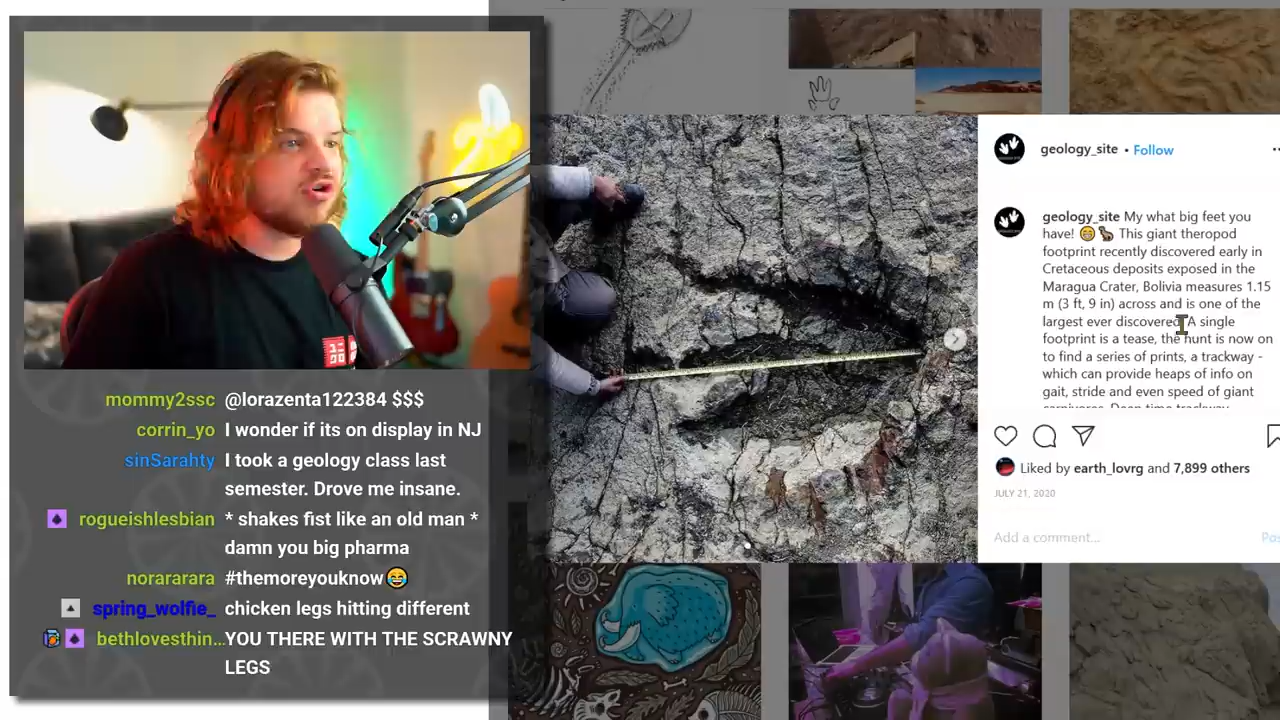 mommy2ssc @lorazenta122384 $$$
corrin_yo I wonder if its on display in NJ
sinSarahty I took a geology class last
semester. Drove me insane.
rogueishlesbian * shakes fist like an old man *
damn you big pharma
norararara #themoreyouknow😂
spring_wolfie_ chicken legs hitting different
bethlovesthin... YOU THERE WITH THE SCRAWNY
LEGS
geology_site • Follow
geology_site My what big feet you
have! 😁🦕 This giant theropod
footprint recently discovered early in
Cretaceous deposits exposed in the
Maragua Crater, Bolivia measures 1.15
m (3 ft, 9 in) across and is one of the
largest ever discovered. A single
footprint is a tease, the hunt is now on
to find a series of prints, a trackway -
which can provide heaps of info on
gait, stride and even speed of giant
carnivores. Deep time trackway
Liked by earth_lovrg and 7,899 others
JULY 21, 2020
Add a comment...